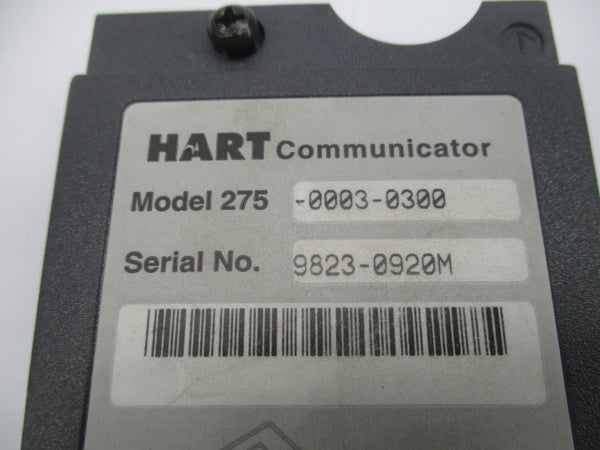 HART Communicator
Model 275 -0003-0300
Serial No. 9823-0920M